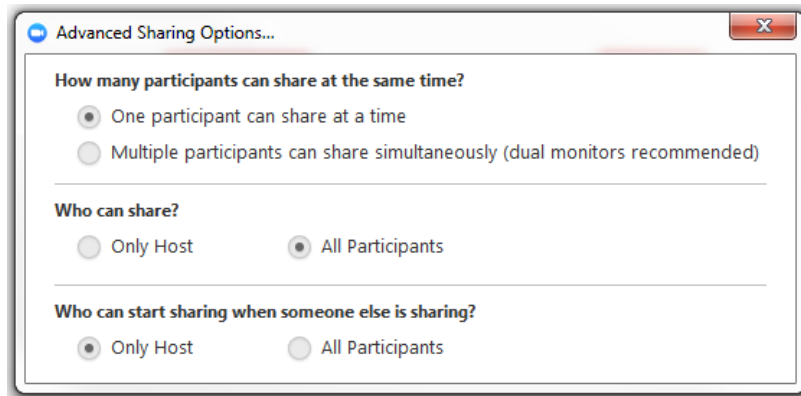 Advanced Sharing Options...
How many participants can share at the same time?
One participant can share at a time
Multiple participants can share simultaneously (dual monitors recommended)
Who can share?
Only Host All Participants
Who can start sharing when someone else is sharing?
Only Host All Participants